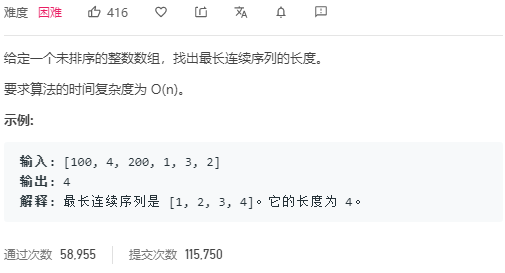 难度 困难 416
给定一个未排序的整数数组，找出最长连续序列的长度。
要求算法的时间复杂度为 O(n)。
示例:
输入: [100, 4, 200, 1, 3, 2]
输出: 4
解释: 最长连续序列是 [1, 2, 3, 4]。它的长度为 4。
通过次数 58,955 提交次数 115,750